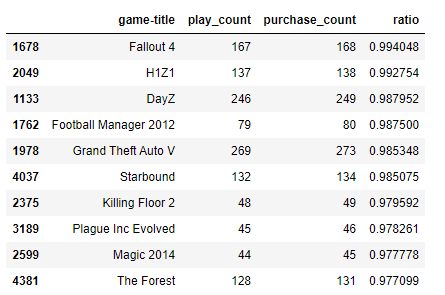 game-title play_count purchase_count ratio
1678 Fallout 4 167 168 0.994048
2049 H1Z1 137 138 0.992754
1133 DayZ 246 249 0.987952
1762 Football Manager 2012 79 80 0.987500
1978 Grand Theft Auto V 269 273 0.985348
4037 Starbound 132 134 0.985075
2375 Killing Floor 2 48 49 0.979592
3189 Plague Inc Evolved 45 46 0.978261
2599 Magic 2014 44 45 0.977778
4381 The Forest 128 131 0.977099